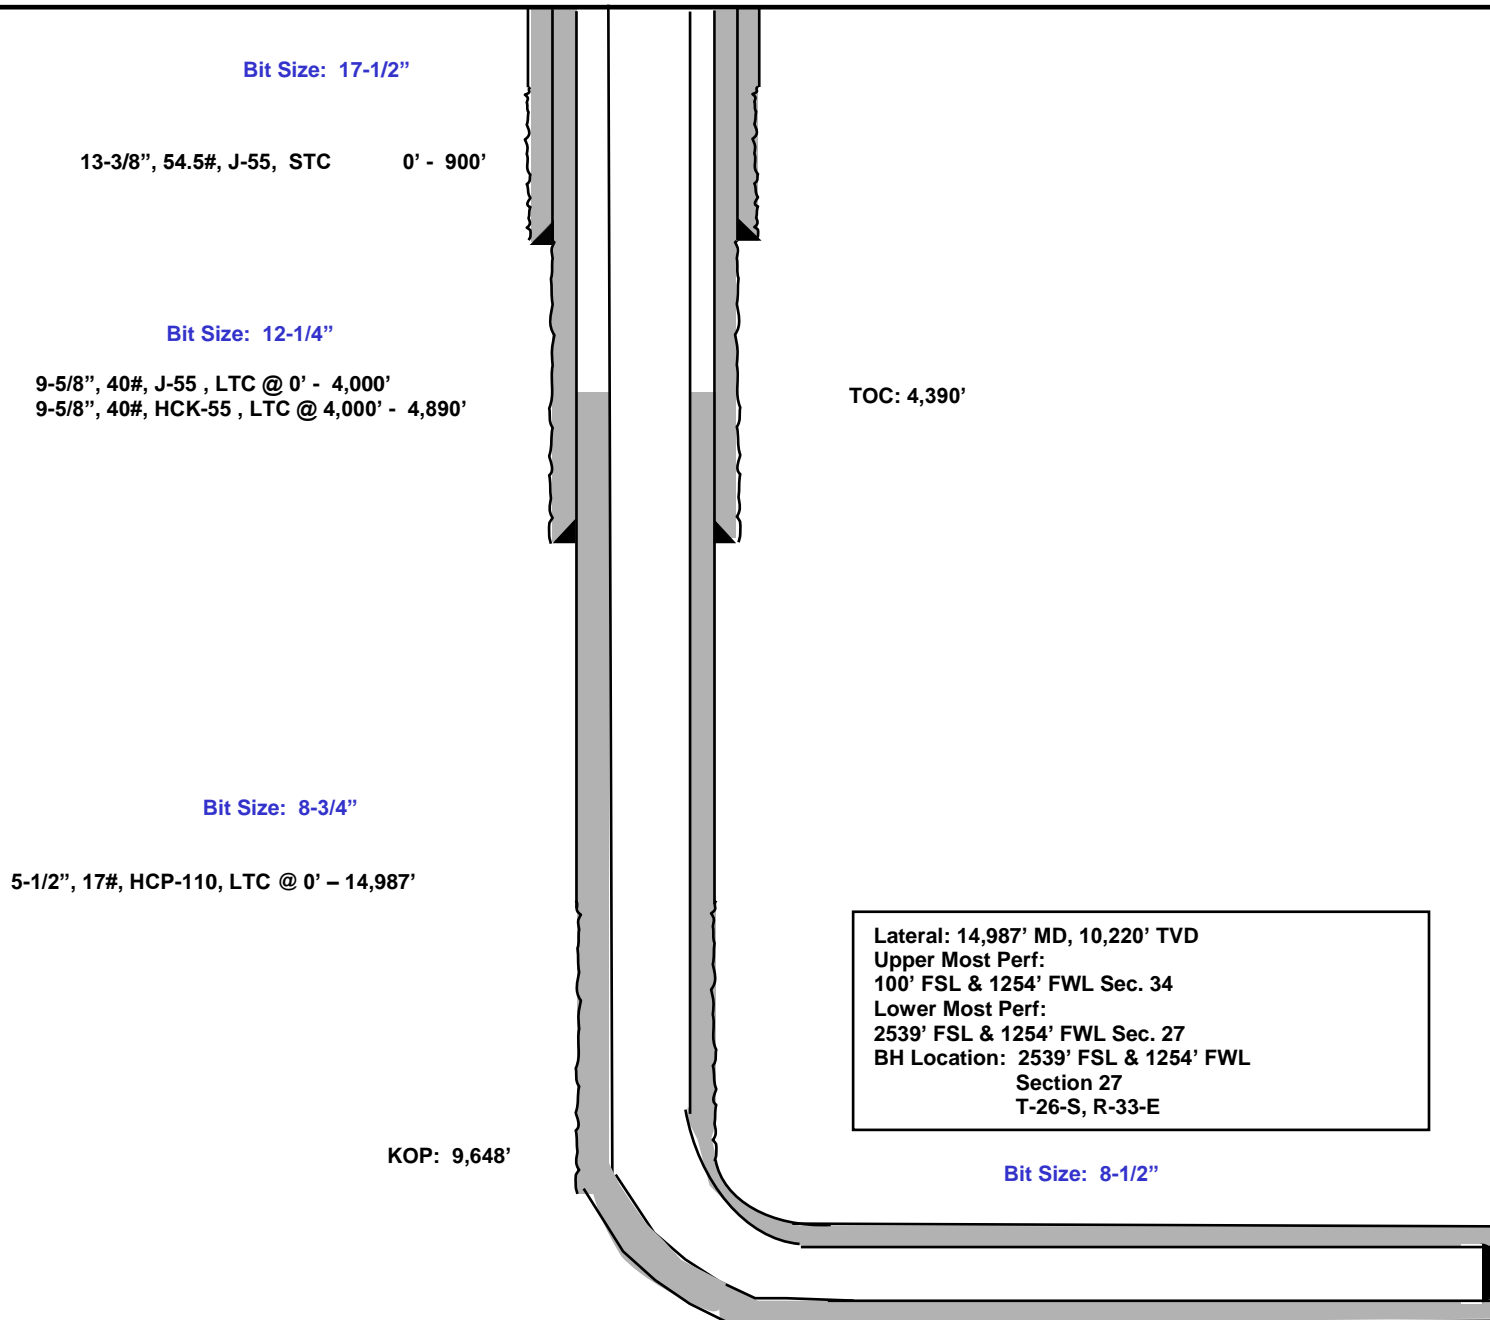 Bit Size: 17-1/2”
13-3/8”, 54.5#, J-55, STC 0’ - 900’
Bit Size: 12-1/4”
9-5/8”, 40#, J-55 , LTC @ 0’ - 4,000’
9-5/8”, 40#, HCK-55 , LTC @ 4,000’ - 4,890’
TOC: 4,390’
Bit Size: 8-3/4”
5-1/2”, 17#, HCP-110, LTC @ 0’ – 14,987’
Lateral: 14,987’ MD, 10,220’ TVD
Upper Most Perf:
100’ FSL & 1254’ FWL Sec. 34
Lower Most Perf:
2539’ FSL & 1254’ FWL Sec. 27
BH Location: 2539’ FSL & 1254’ FWL
Section 27
T-26-S, R-33-E
KOP: 9,648’
Bit Size: 8-1/2”